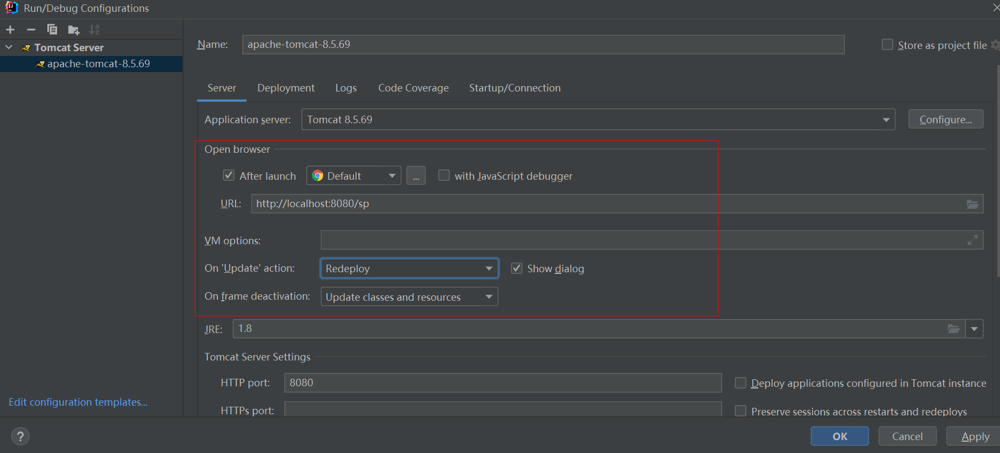 Run/Debug Configurations
Tomcat Server
apache-tomcat-8.5.69
Name: apache-tomcat-8.5.69 Store as project file
Server Deployment Logs Code Coverage Startup/Connection
Application server: Tomcat 8.5.69 Configure...
Open browser
After launch Default ... with JavaScript debugger
URL: http://localhost:8080/sp
VM options:
On 'Update' action: Redeploy Show dialog
On frame deactivation: Update classes and resources
JRE: 1.8
Tomcat Server Settings
HTTP port: 8080 Deploy applications configured in Tomcat instance
HTTPs port: Preserve sessions across restarts and redeploys
Edit configuration templates...
? OK Cancel Apply